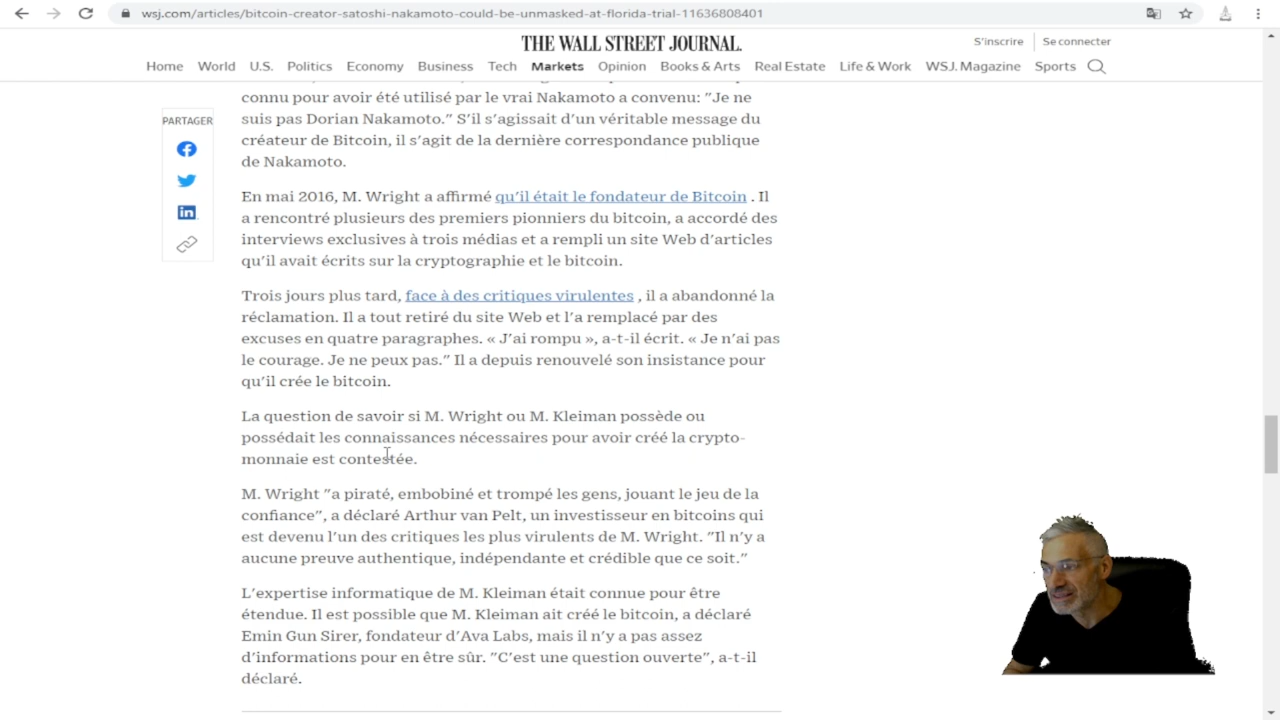 wsj.com/articles/bitcoin-creator-satoshi-nakamoto-could-be-unmasked-at-florida-trial-11636808401
THE WALL STREET JOURNAL.
S'inscrire
Se connecter
Home World U.S. Politics Economy Business Tech Markets Opinion Books & Arts Real Estate Life & Work WSJ. Magazine Sports
PARTAGER
connu pour avoir été utilisé par le vrai Nakamoto a convenu: "Je ne
suis pas Dorian Nakamoto." S'il s'agissait d'un véritable message du
créateur de Bitcoin, il s'agit de la dernière correspondance publique
de Nakamoto.
En mai 2016, M. Wright a affirmé qu'il était le fondateur de Bitcoin . Il
a rencontré plusieurs des premiers pionniers du bitcoin, a accordé des
interviews exclusives à trois médias et a rempli un site Web d'articles
qu'il avait écrits sur la cryptographie et le bitcoin.
Trois jours plus tard, face à des critiques virulentes , il a abandonné la
réclamation. Il a tout retiré du site Web et l'a remplacé par des
excuses en quatre paragraphes. « J'ai rompu », a-t-il écrit. « Je n'ai pas
le courage. Je ne peux pas." Il a depuis renouvelé son insistance pour
qu'il crée le bitcoin.
La question de savoir si M. Wright ou M. Kleiman possède ou
possédait les connaissances nécessaires pour avoir créé la crypto-
monnaie est contestée.
M. Wright "a piraté, embobiné et trompé les gens, jouant le jeu de la
confiance", a déclaré Arthur van Pelt, un investisseur en bitcoins qui
est devenu l'un des critiques les plus virulents de M. Wright. "Il n'y a
aucune preuve authentique, indépendante et crédible que ce soit."
L'expertise informatique de M. Kleiman était connue pour être
étendue. Il est possible que M. Kleiman ait créé le bitcoin, a déclaré
Emin Gun Sirer, fondateur d'Ava Labs, mais il n'y a pas assez
d'informations pour en être sûr. "C'est une question ouverte", a-t-il
déclaré.